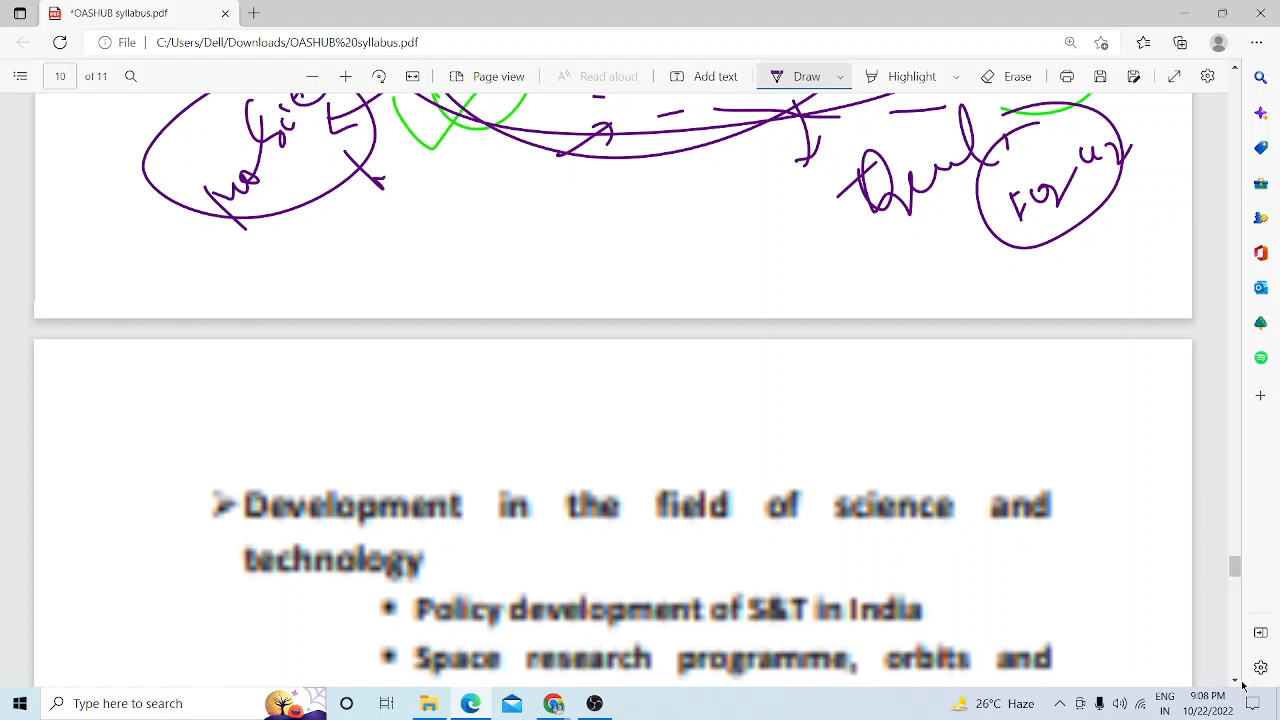 *OASHUB syllabus.pdf
File C:/Users/Dell/Downloads/OASHUB%20syllabus.pdf
10 of 11 Page view Read aloud Add text Draw Highlight Erase
For
➢ Development in the field of science and
technology
• Policy development of S&T in India
• Space research programme, orbits and
Type here to search 26°C Haze ENG 9:08 PM
IN 10/22/2022